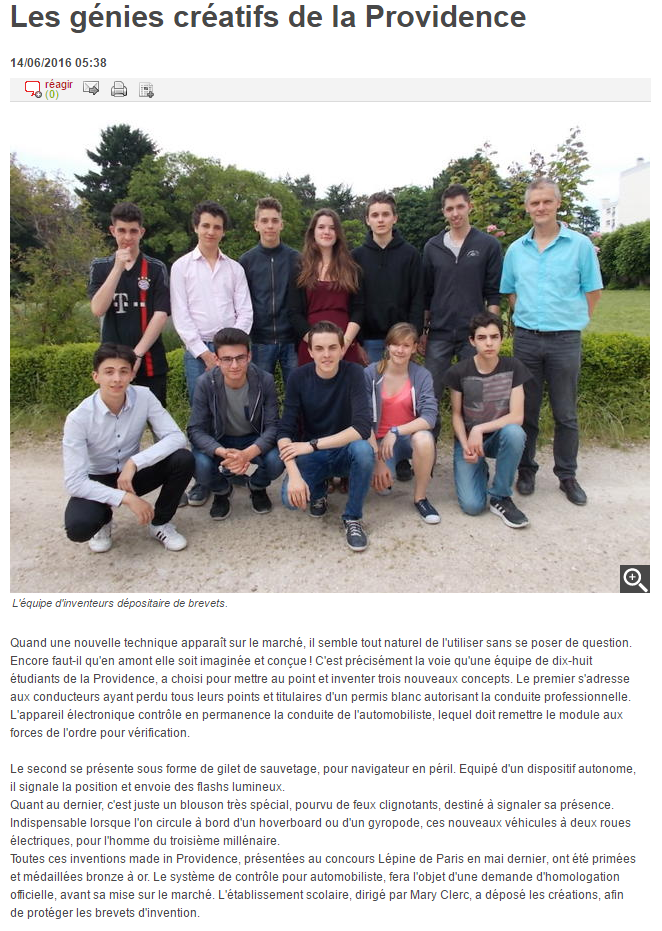 Les génies créatifs de la Providence
14/06/2016 05:38
réagir
(0)
T
L'équipe d'inventeurs dépositaire de brevets.
Quand une nouvelle technique apparaît sur le marché, il semble tout naturel de l'utiliser sans se poser de question.
Encore faut-il qu'en amont elle soit imaginée et conçue ! C'est précisément la voie qu'une équipe de dix-huit
étudiants de la Providence, a choisi pour mettre au point et inventer trois nouveaux concepts. Le premier s'adresse
aux conducteurs ayant perdu tous leurs points et titulaires d'un permis blanc autorisant la conduite professionnelle.
L'appareil électronique contrôle en permanence la conduite de l'automobiliste, lequel doit remettre le module aux
forces de l'ordre pour vérification.
Le second se présente sous forme de gilet de sauvetage, pour navigateur en péril. Equipé d'un dispositif autonome,
il signale la position et envoie des flashs lumineux.
Quant au dernier, c'est juste un blouson très spécial, pourvu de feux clignotants, destiné à signaler sa présence.
Indispensable lorsque l'on circule à bord d'un hoverboard ou d'un gyropode, ces nouveaux véhicules à deux roues
électriques, pour l'homme du troisième millénaire.
Toutes ces inventions made in Providence, présentées au concours Lépine de Paris en mai dernier, ont été primées
et médaillées bronze à or. Le système de contrôle pour automobiliste, fera l'objet d'une demande d'homologation
officielle, avant sa mise sur le marché. L'établissement scolaire, dirigé par Mary Clerc, a déposé les créations, afin
de protéger les brevets d'invention.